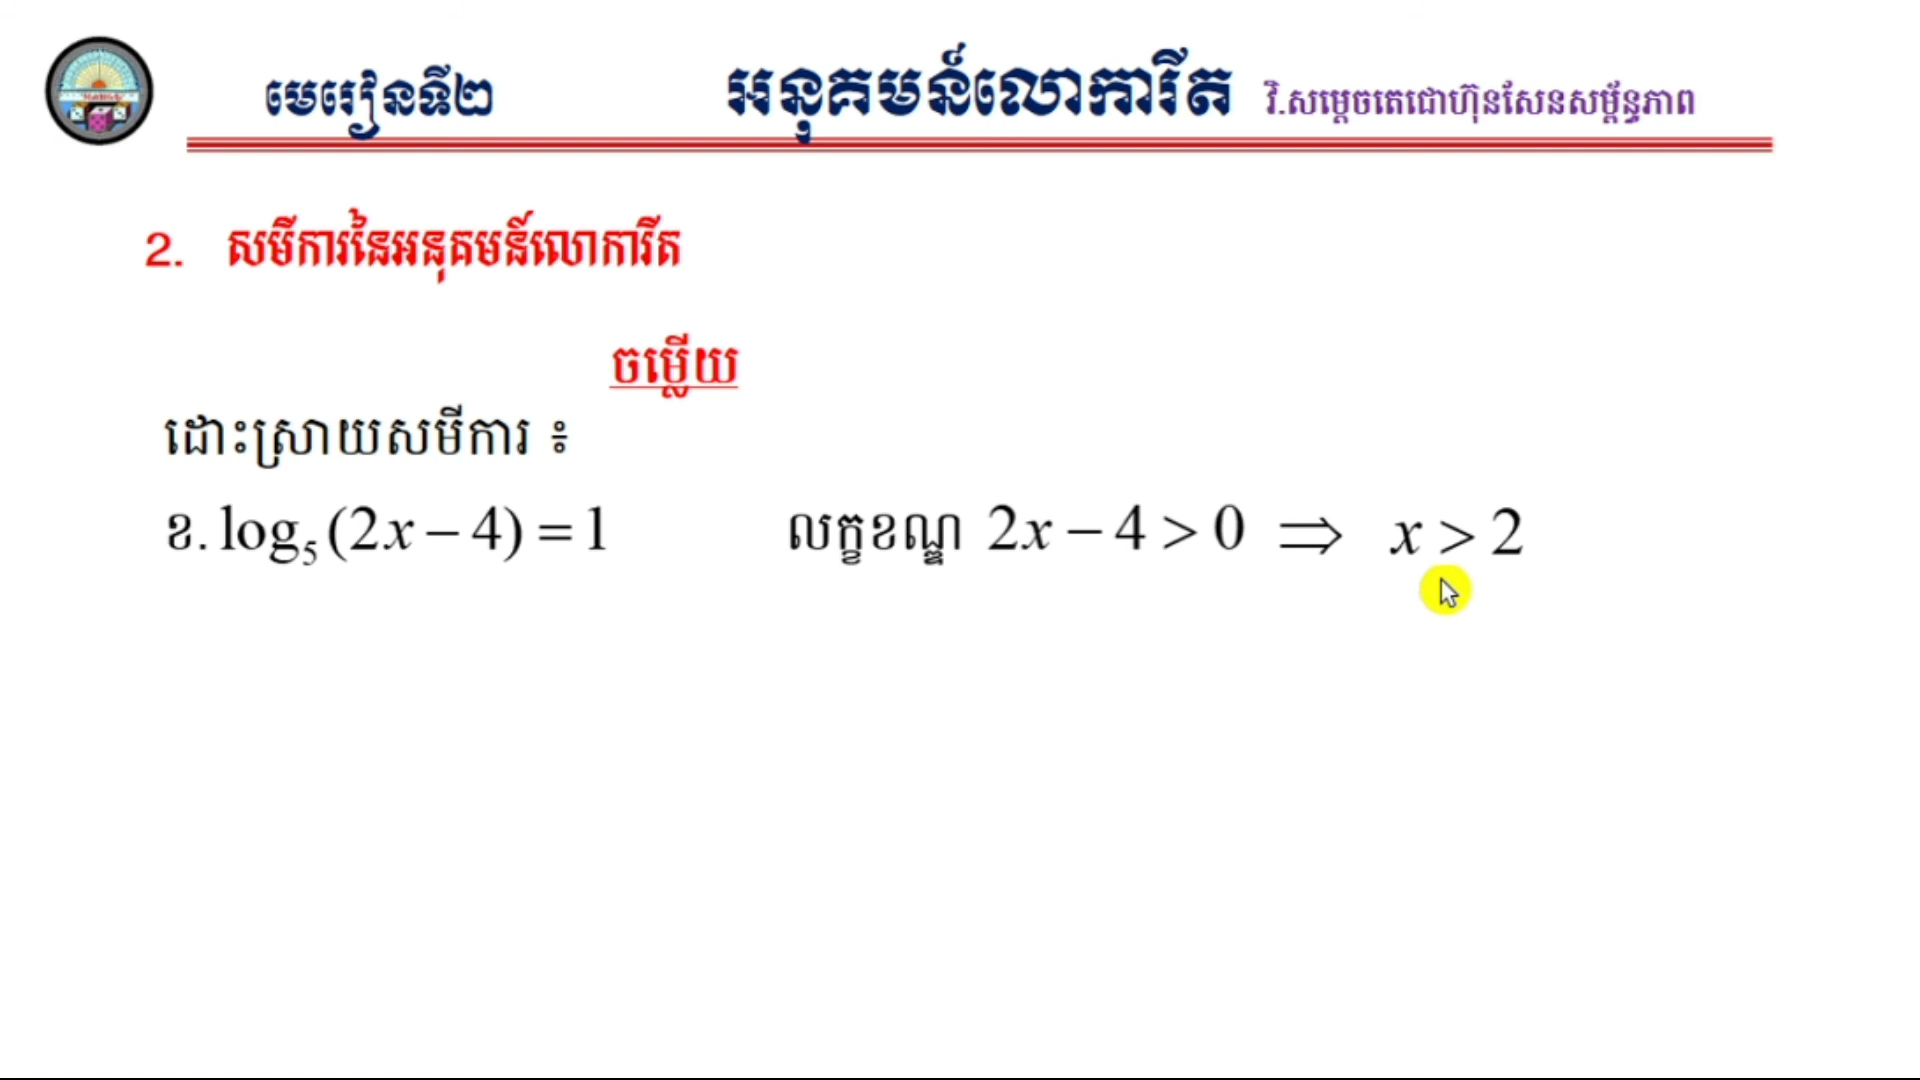 មេរៀនទី២ អនុគមន៍លោការីត វិ.សម្តេចតេជោហ៊ុនសែនសម្ព័ន្ធភាព
2. សមីការនៃអនុគមន៍លោការីត
ចម្លើយ
ដោះស្រាយសមីការ ៖
ខ. log₅(2x − 4) = 1 លក្ខខណ្ឌ 2x − 4 > 0 ⇒ x > 2